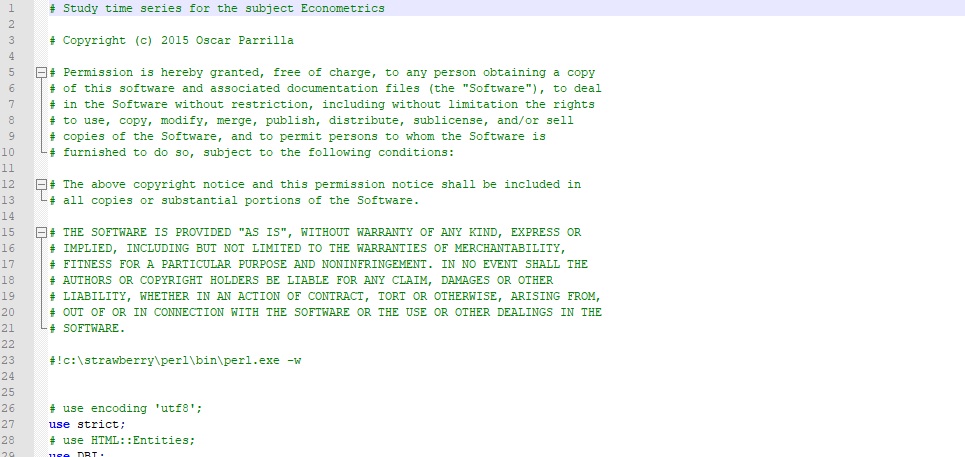 1 # Study time series for the subject Econometrics
2
3 # Copyright (c) 2015 Oscar Parrilla
4
5 # Permission is hereby granted, free of charge, to any person obtaining a copy
6 # of this software and associated documentation files (the "Software"), to deal
7 # in the Software without restriction, including without limitation the rights
8 # to use, copy, modify, merge, publish, distribute, sublicense, and/or sell
9 # copies of the Software, and to permit persons to whom the Software is
10 # furnished to do so, subject to the following conditions:
11
12 # The above copyright notice and this permission notice shall be included in
13 # all copies or substantial portions of the Software.
14
15 # THE SOFTWARE IS PROVIDED "AS IS", WITHOUT WARRANTY OF ANY KIND, EXPRESS OR
16 # IMPLIED, INCLUDING BUT NOT LIMITED TO THE WARRANTIES OF MERCHANTABILITY,
17 # FITNESS FOR A PARTICULAR PURPOSE AND NONINFRINGEMENT. IN NO EVENT SHALL THE
18 # AUTHORS OR COPYRIGHT HOLDERS BE LIABLE FOR ANY CLAIM, DAMAGES OR OTHER
19 # LIABILITY, WHETHER IN AN ACTION OF CONTRACT, TORT OR OTHERWISE, ARISING FROM,
20 # OUT OF OR IN CONNECTION WITH THE SOFTWARE OR THE USE OR OTHER DEALINGS IN THE
21 # SOFTWARE.
22
23 #!c:\strawberry\perl\bin\perl.exe -w
24
25
26 # use encoding 'utf8';
27 use strict;
28 # use HTML::Entities;
29 use DBI;